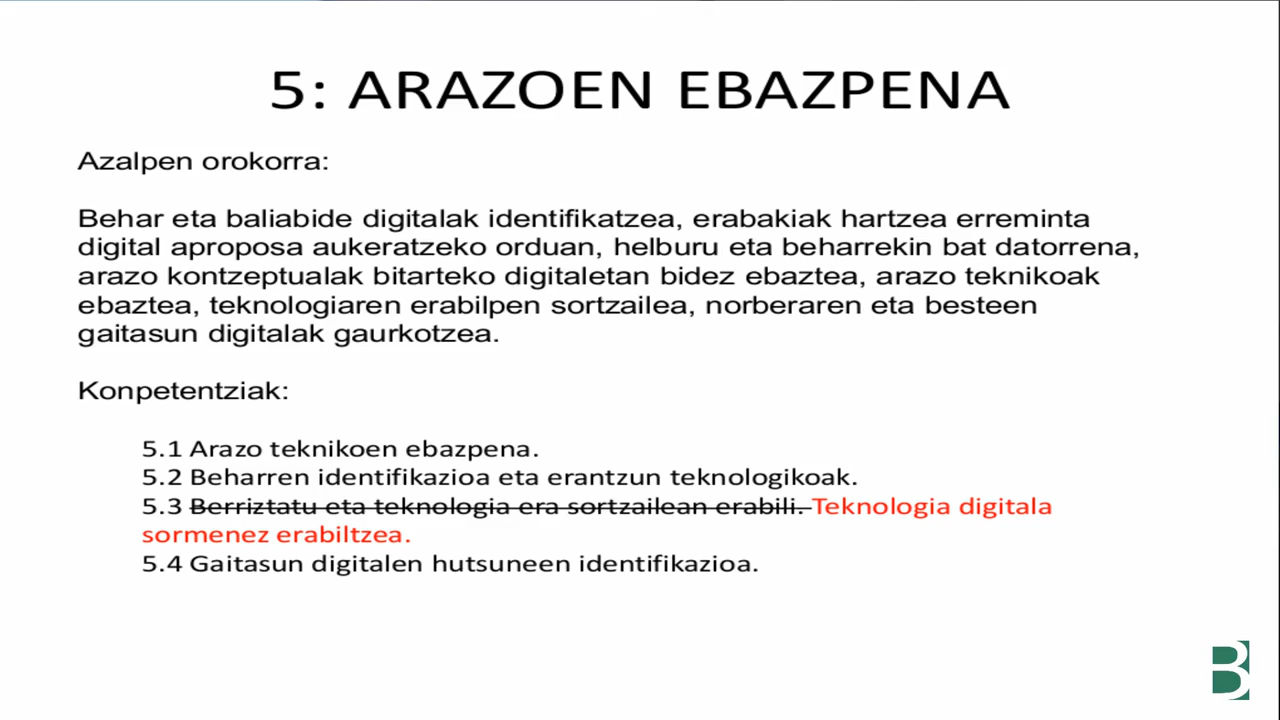 5: ARAZOEN EBAZPENA
Azalpen orokorra:
Behar eta baliabide digitalak identifikatzea, erabakiak hartzea erreminta
digital aproposa aukeratzeko orduan, helburu eta beharrekin bat datorrena,
arazo kontzeptualak bitarteko digitaletan bidez ebaztea, arazo teknikoak
ebaztea, teknologiaren erabilpen sortzailea, norberaren eta besteen
gaitasun digitalak gaurkotzea.
Konpetentziak:
5.1 Arazo teknikoen ebazpena.
5.2 Beharren identifikazioa eta erantzun teknologikoak.
5.3 Berriztatu eta teknologia era sortzailean erabili. Teknologia digitala
sormenez erabiltzea.
5.4 Gaitasun digitalen hutsuneen identifikazioa.
B